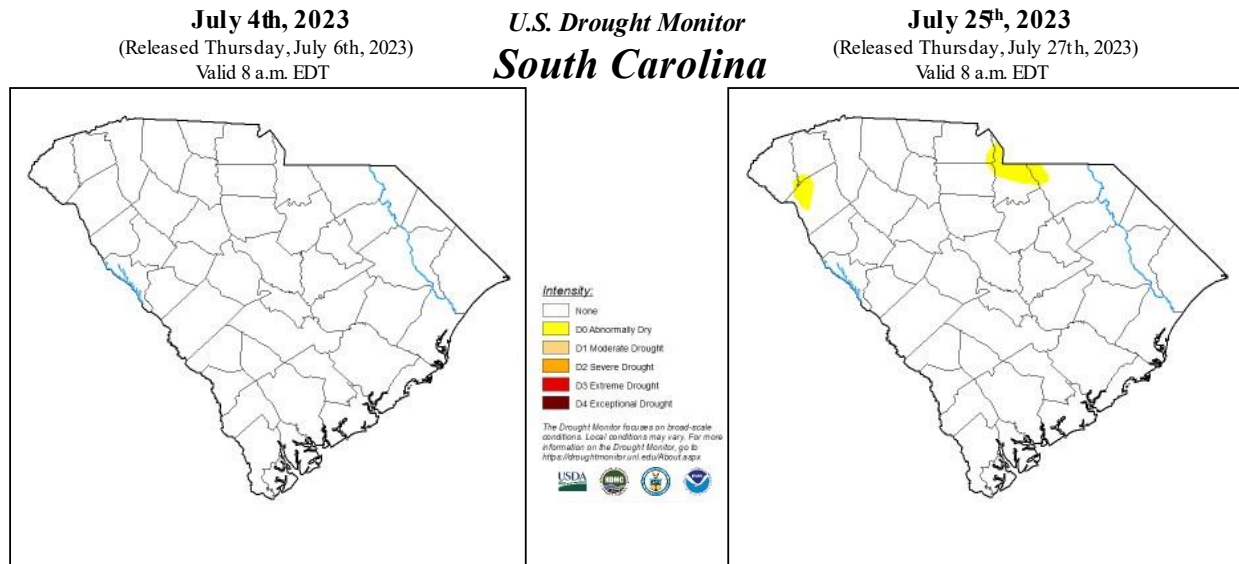 July 4th, 2023
(Released Thursday, July 6th, 2023)
Valid 8 a.m. EDT
U.S. Drought Monitor
South Carolina
July 25th, 2023
(Released Thursday, July 27th, 2023)
Valid 8 a.m. EDT
Intensity:
None
D0 Abnormally Dry
D1 Moderate Drought
D2 Severe Drought
D3 Extreme Drought
D4 Exceptional Drought
The Drought Monitor focuses on broad-scale
conditions. Local conditions may vary. For more
information on the Drought Monitor, go to
https://droughtmonitor.unl.edu/About.aspx
USDA
NDMC